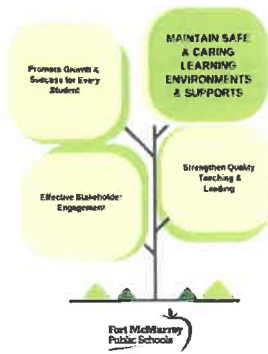 Promote Growth &
Success for Every
Student
MAINTAIN SAFE
& CARING
LEARNING
ENVIRONMENTS
& SUPPORTS
Effective Stakeholder
Engagement
Strengthen Quality
Teaching &
Leading
Fort McMurray
Public Schools